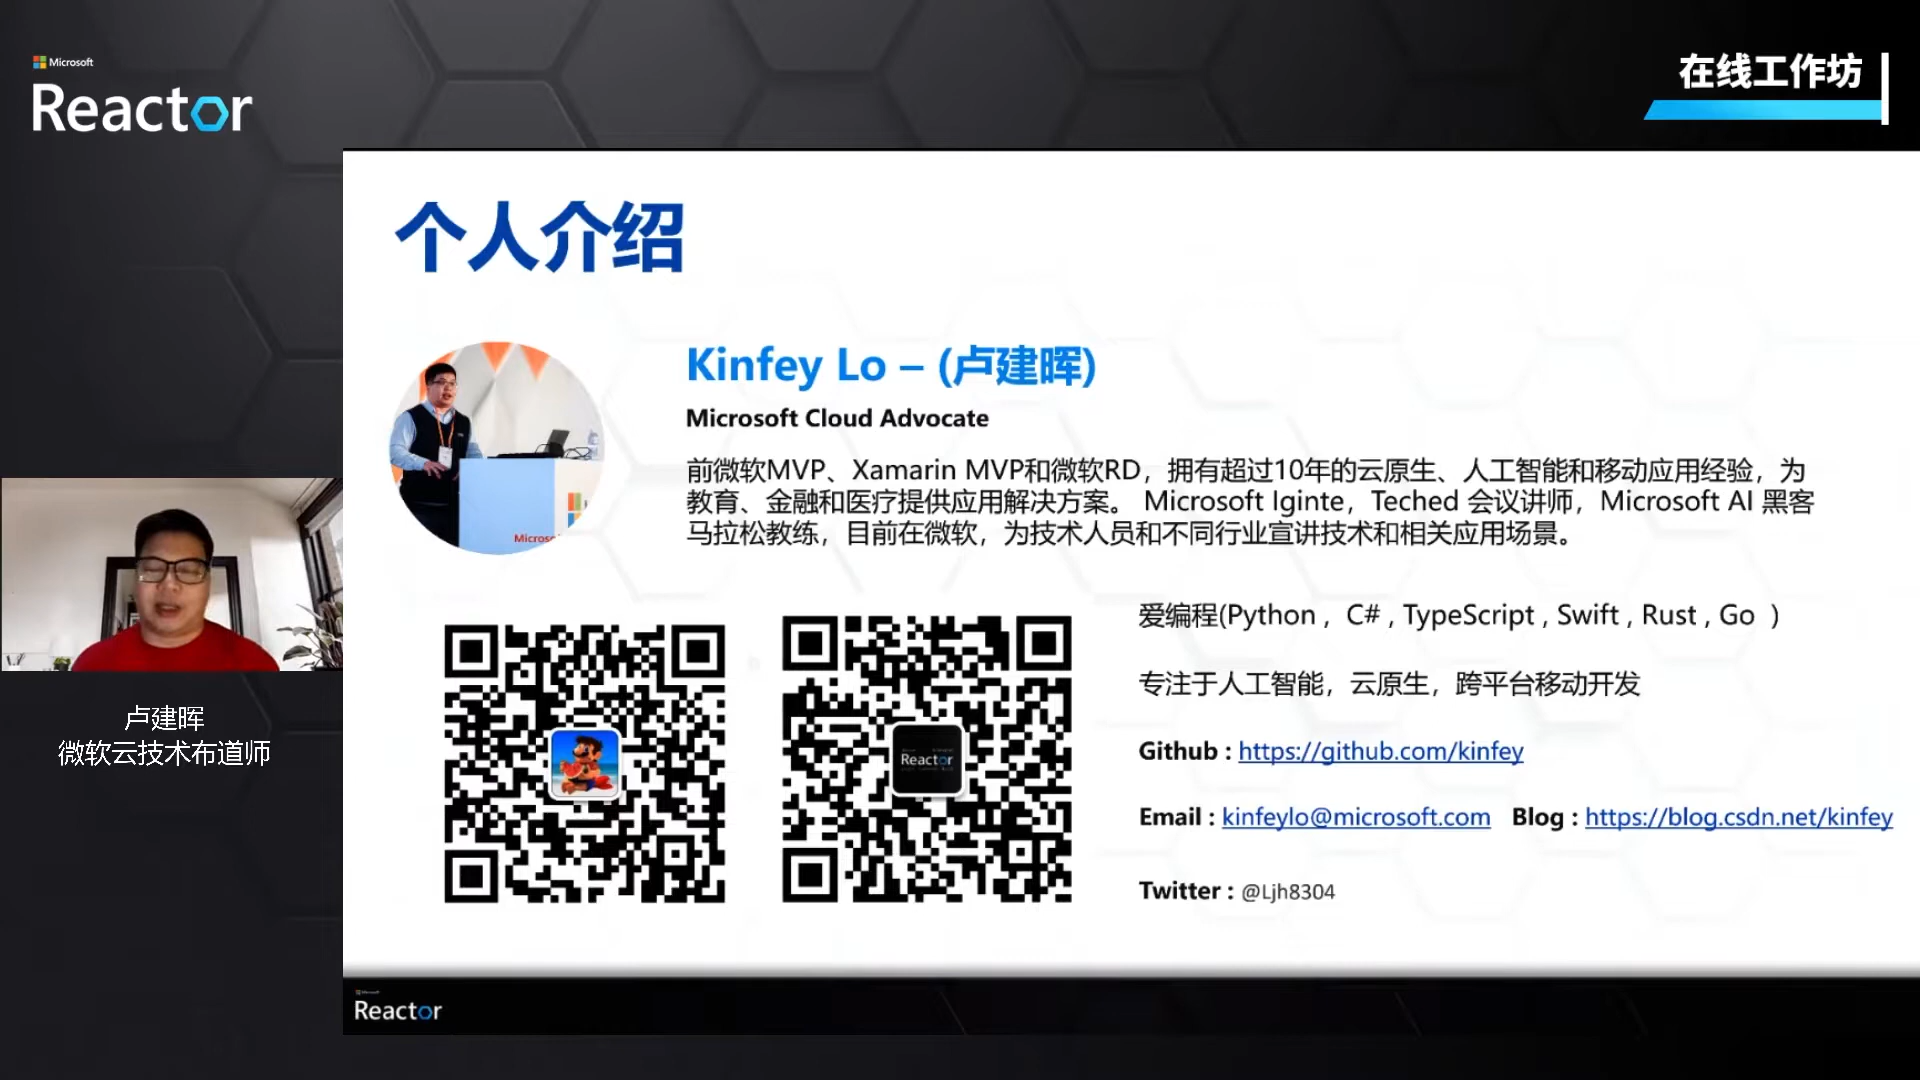 Microsoft
Reactor
在线工作坊
个人介绍
Kinfey Lo – (卢建晖)
Microsoft Cloud Advocate
前微软MVP、Xamarin MVP和微软RD，拥有超过10年的云原生、人工智能和移动应用经验，为
教育、金融和医疗提供应用解决方案。 Microsoft Iginte，Teched 会议讲师，Microsoft AI 黑客
马拉松教练，目前在微软，为技术人员和不同行业宣讲技术和相关应用场景。
爱编程(Python , C# , TypeScript , Swift , Rust , Go )
专注于人工智能，云原生，跨平台移动开发
Github : https://github.com/kinfey
Email : kinfeylo@microsoft.com Blog : https://blog.csdn.net/kinfey
Twitter : @Ljh8304
Reactor
卢建晖
微软云技术布道师
Microsoft
Reactor